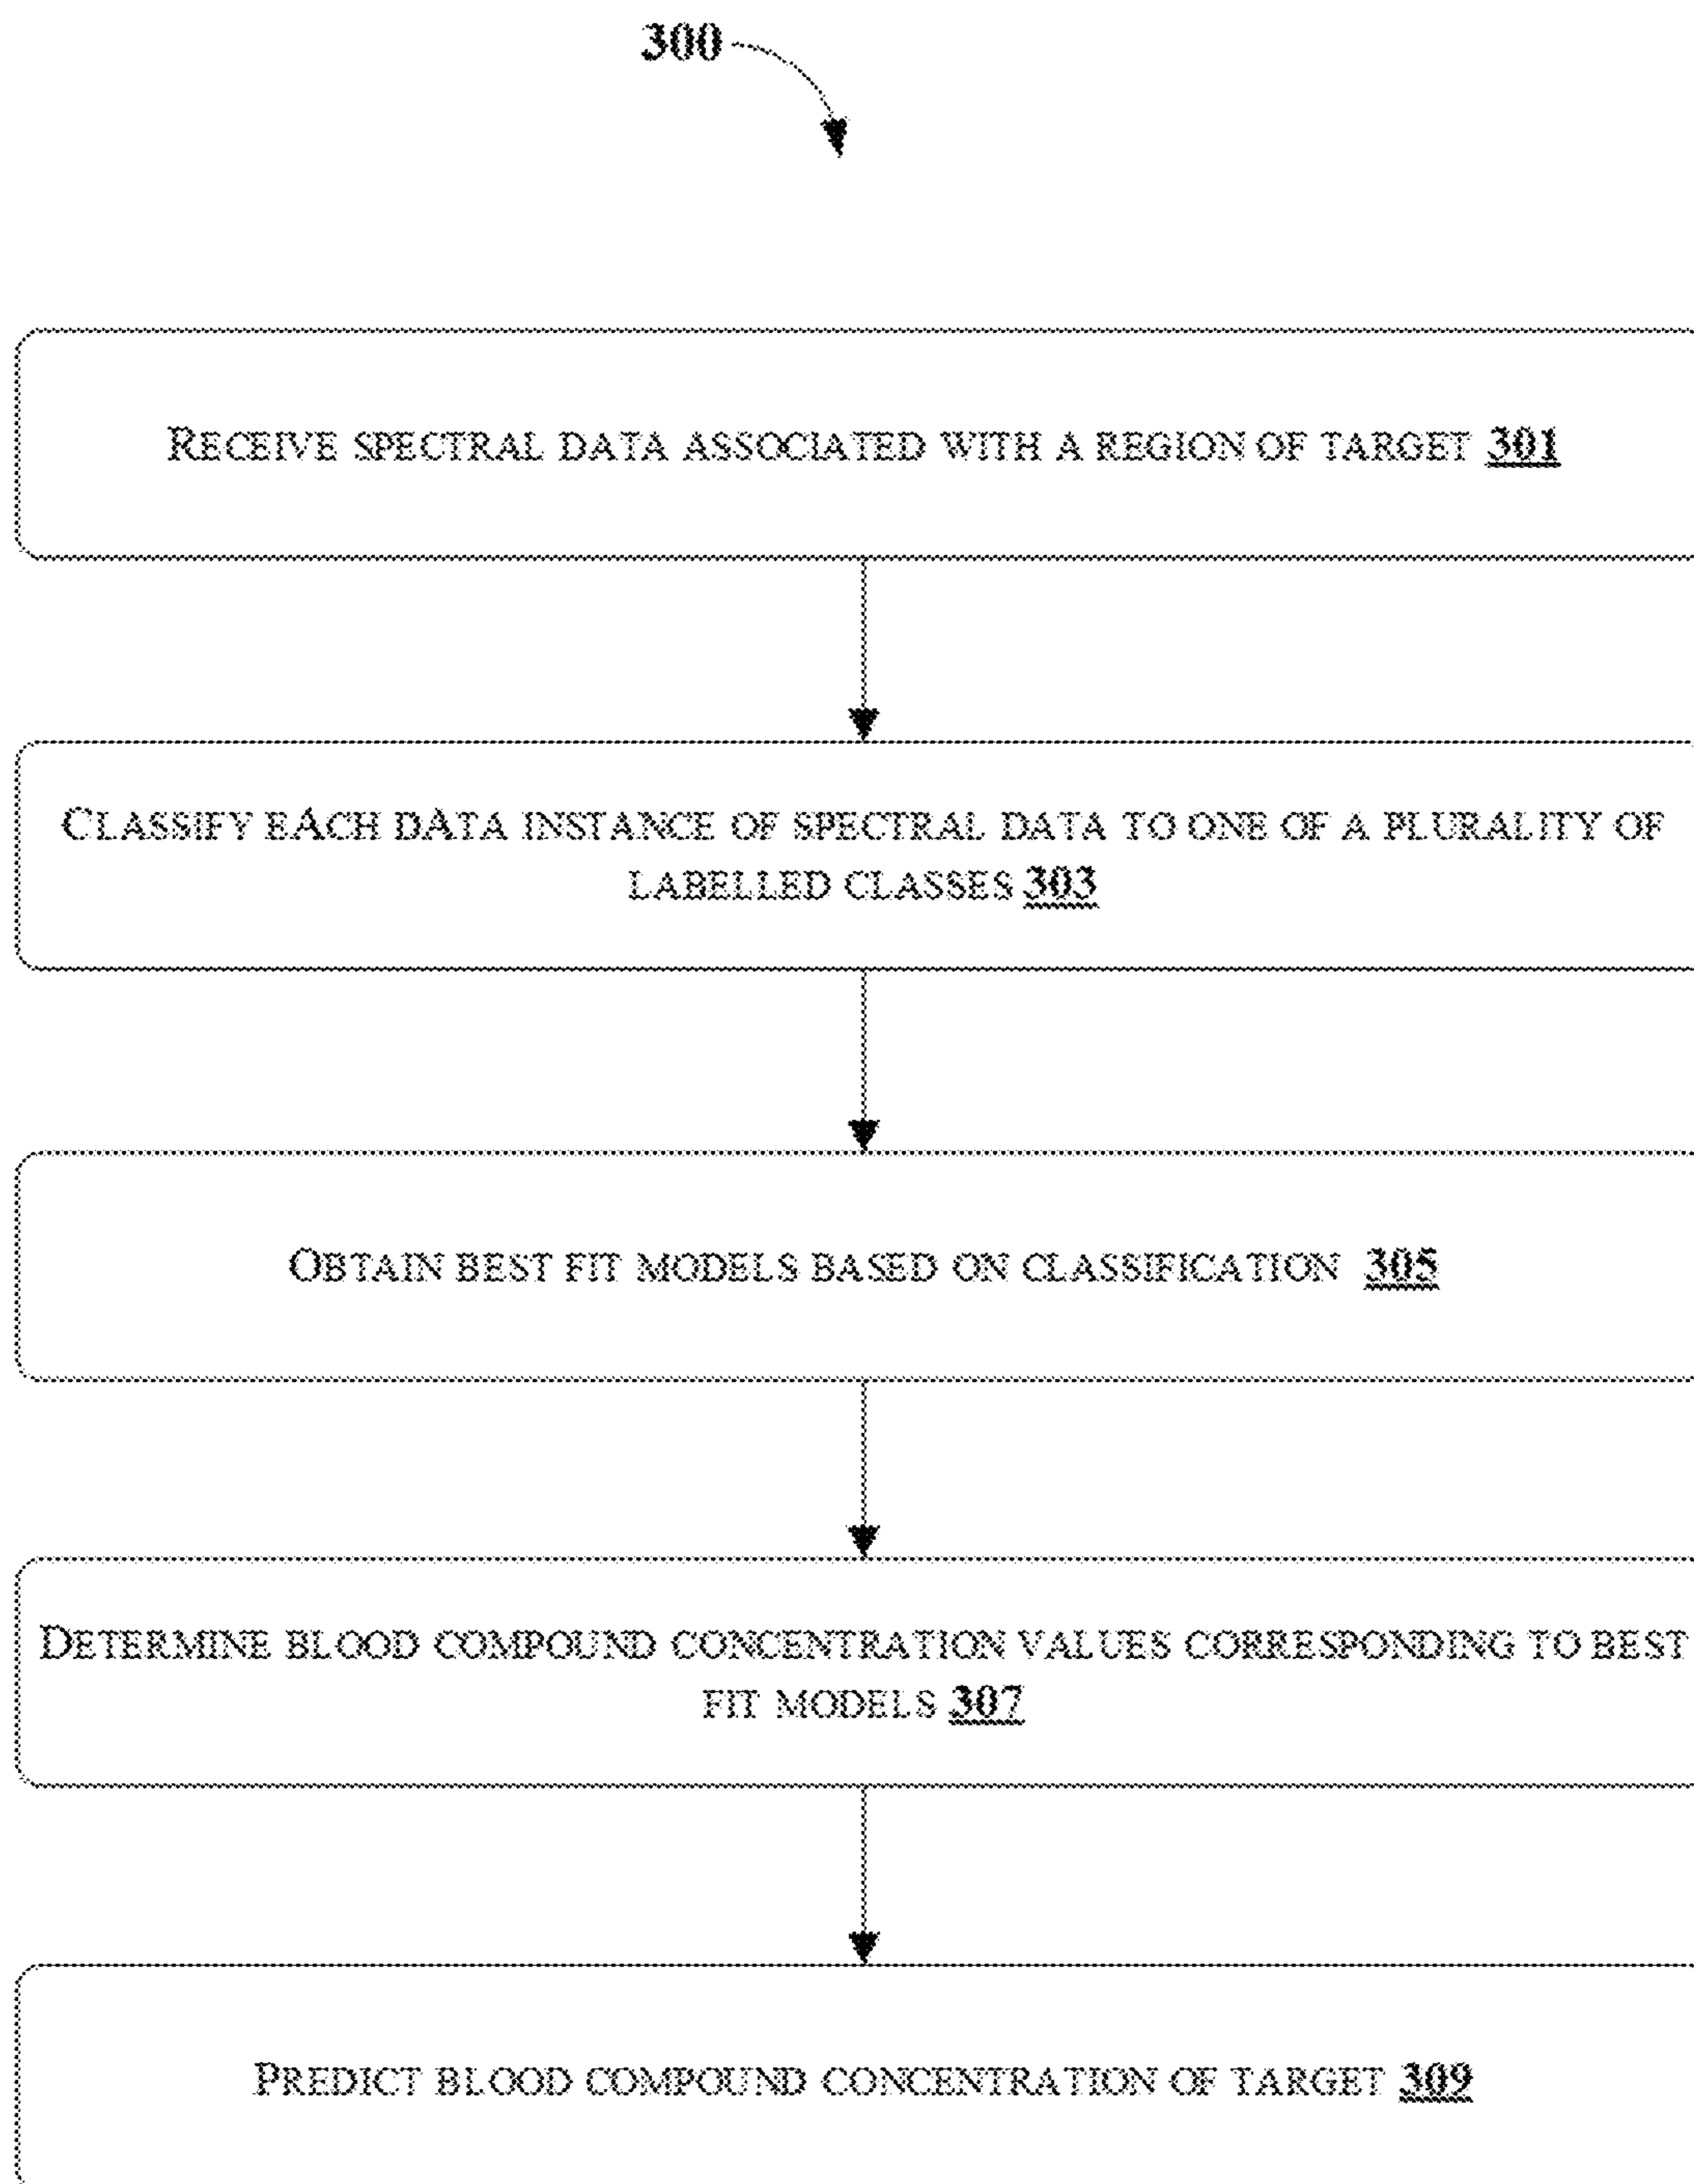 300
RECEIVE SPECTRAL DATA ASSOCIATED WITH A REGION OF TARGET 301
CLASSIFY EACH DATA INSTANCE OF SPECTRAL DATA TO ONE OF A PLURALITY OF
LABELLED CLASSES 303
OBTAIN BEST FIT MODELS BASED ON CLASSIFICATION 305
DETERMINE BLOOD COMPOUND CONCENTRATION VALUES CORRESPONDING TO BEST
FIT MODELS 307
PREDICT BLOOD COMPOUND CONCENTRATION OF TARGET 309